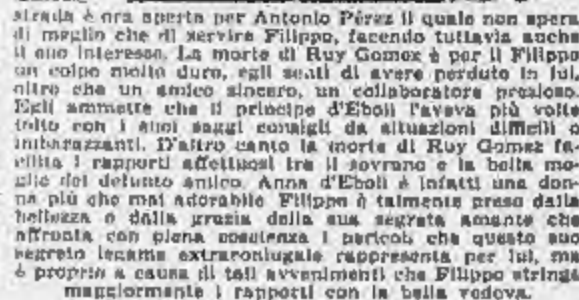 strada è ora aperta per Antonio Pérez il quale non spera
di meglio che di servire Filippo, facendo tuttavia anche
il suo interesse. La morte di Ruy Gomez è per il Filippo
un colpo molto duro, egli sentì di avere perduto in lui,
oltre che un amico sincero, un collaboratore prezioso.
Egli ammette che il principe d'Eboli l'aveva più volte
tolto con i suoi saggi consigli da situazioni difficili o
imbarazzanti. D'altro canto la morte di Ruy Gomez fa-
cilita i rapporti affettuosi tra il sovrano e la bella mo-
glie del defunto amico. Anna d'Eboli è infatti una don-
na più che mai adorabile Filippo è talmente preso dalla
bellezza e dalla grazia della sua segreta amante che
affronta con piena coscienza i pericoli che questo suo
segreto legame extraconiugale rappresenta per lui, ma
è proprio a causa di tali avvenimenti che Filippo stringe
maggiormente i rapporti con la bella vedova.